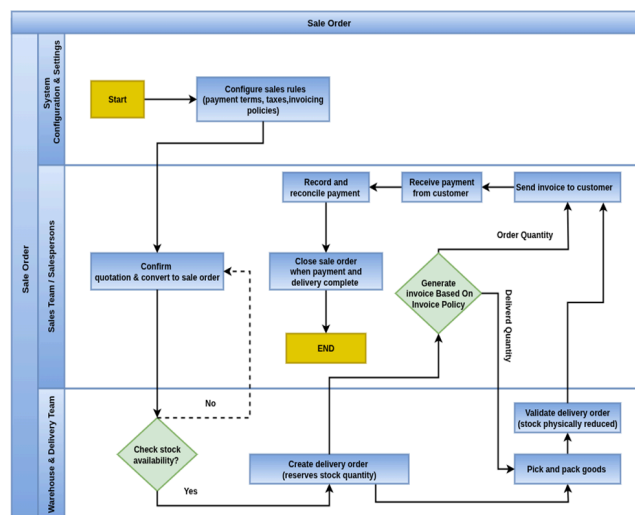 Sale Order
Sale Order
System
Configuration & Settings
Start
Configure sales rules
(payment terms, taxes,invoicing
policies)
Sales Team / Salespersons
Record and
reconcile payment
Receive payment
from customer
Send invoice to customer
Order Quantity
Confirm
quotation & convert to sale order
Close sale order
when payment and
delivery complete
Generate
invoice Based On
Invoice Policy
Deliverd Quantity
END
Warehouse & Delivery Team
No
Check stock
availability?
Yes
Create delivery order
(reserves stock quantity)
Validate delivery order
(stock physically reduced)
Pick and pack goods